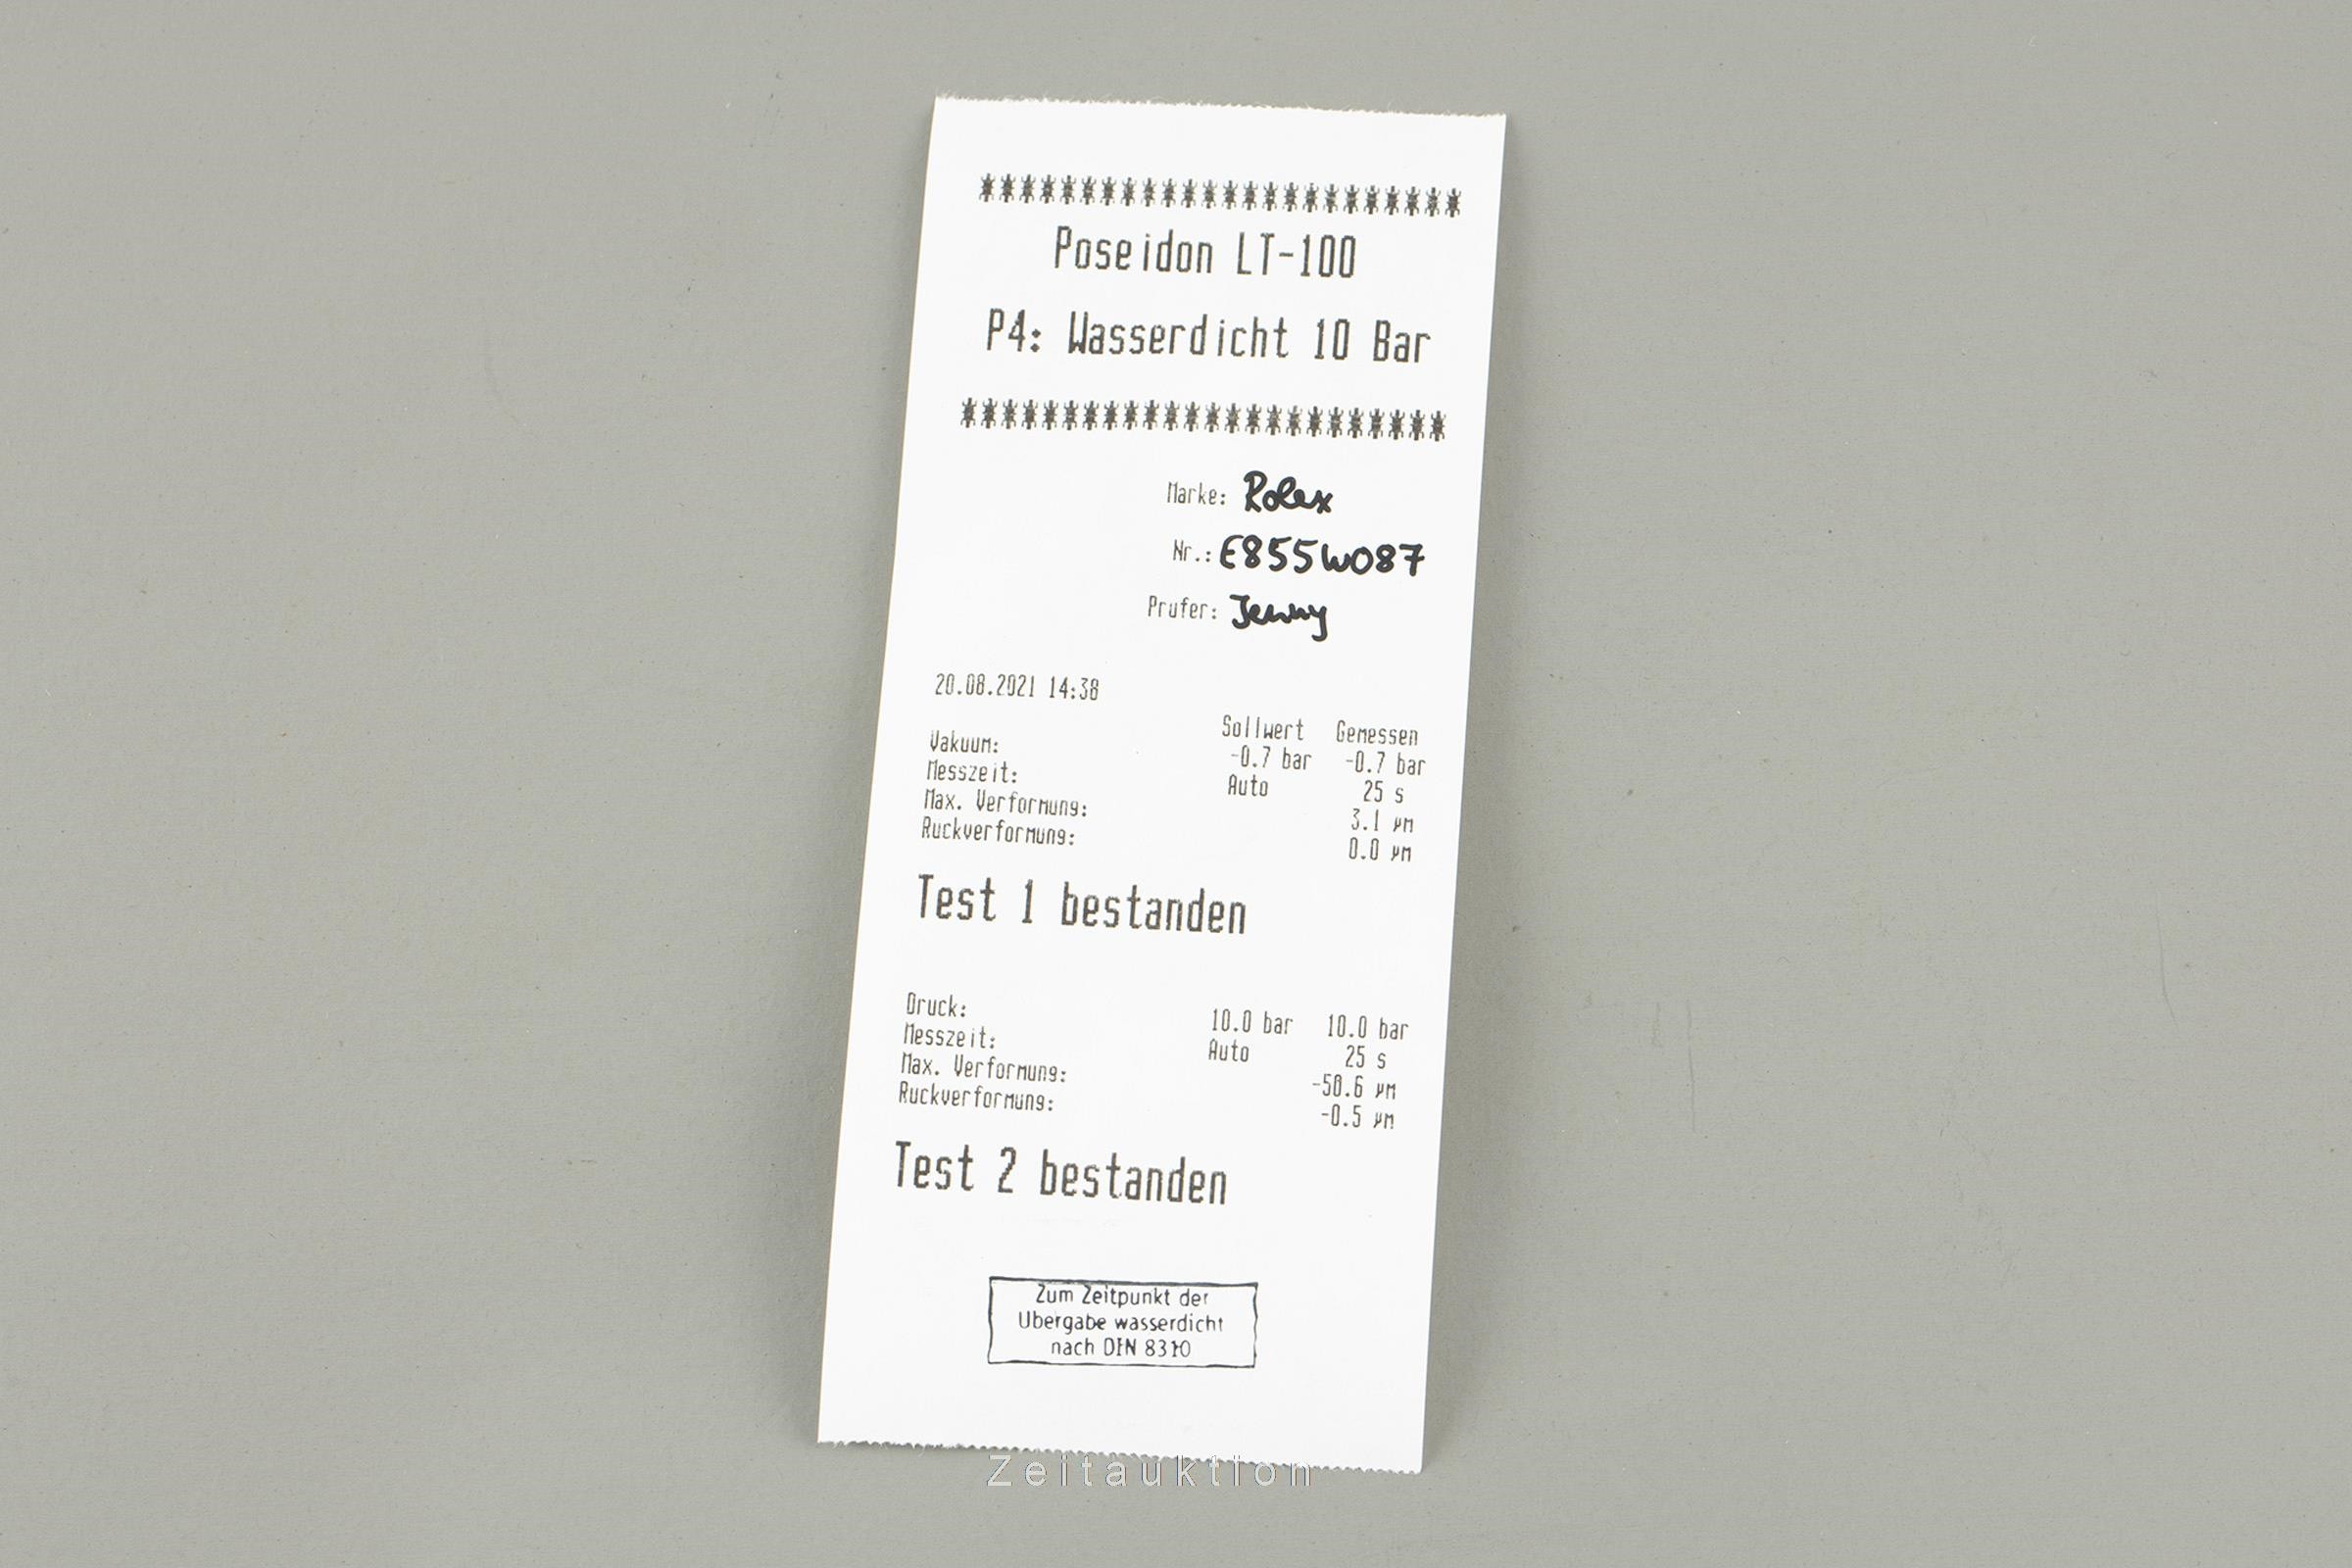 ************************
Poseidon LT-100
P4: Wasserdicht 10 Bar
************************
Marke: Rolex
Nr.: E855W087
Prufer: Jenny
20.08.2021 14:38
Sollwert Gemessen
Vakuum: -0.7 bar -0.7 bar
Messzeit: Auto 25 s
Max. Verformung: 3.1 µm
Ruckverformung: 0.0 µm
Test 1 bestanden
Druck: 10.0 bar 10.0 bar
Messzeit: Auto 25 s
Max. Verformung: -50.6 µm
Ruckverformung: -0.5 µm
Test 2 bestanden
Zum Zeitpunkt der
Übergabe wasserdicht
nach DIN 8310
Zeitauktion